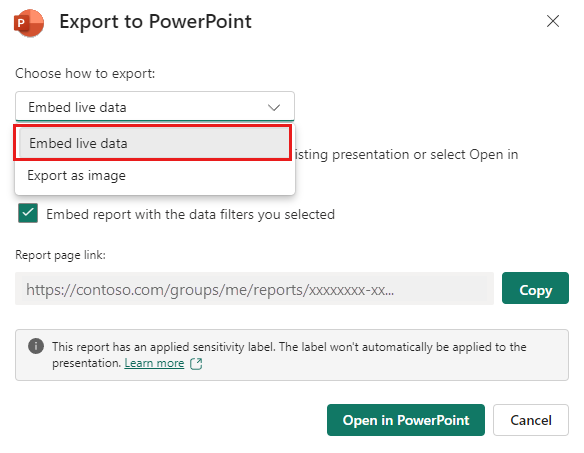 P
Export to PowerPoint
Choose how to export:
Embed live data
Embed live data
isting presentation or select Open in
Export as image
Embed report with the data filters you selected
Report page link:
https://contoso.com/groups/me/reports/xxxxxxxx-xx...
Copy
This report has an applied sensitivity label. The label won't automatically be applied to the
presentation. Learn more
Open in PowerPoint
Cancel